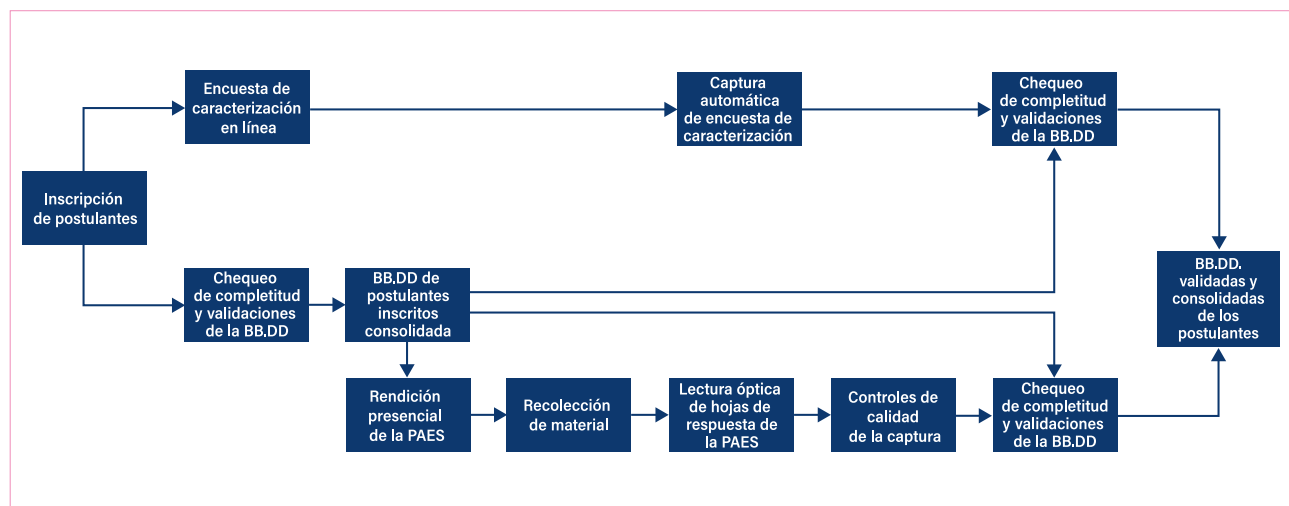 Encuesta de
caracterización
en línea
Captura
automática
de encuesta de
caracterización
Chequeo
de completitud
y validaciones
de la BB.DD
Inscripción
de postulantes
Chequeo
de completitud
y validaciones
de la BB.DD
BB.DD de
postulantes
inscritos
consolidada
BB.DD.
validadas y
consolidadas
de los
postulantes
Rendición
presencial
de la PAES
Recolección
de material
Lectura óptica
de hojas de
respuesta de
la PAES
Controles de
calidad
de la captura
Chequeo
de completitud
y validaciones
de la BB.DD